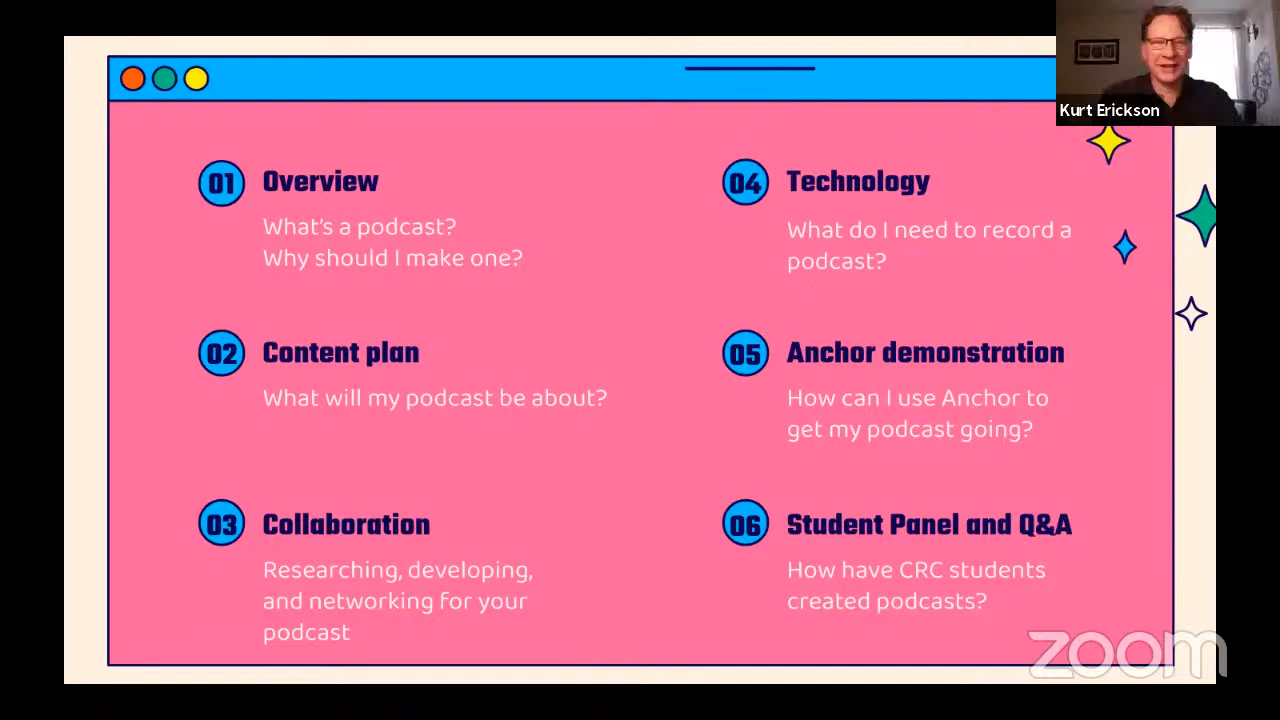 Kurt Erickson
01 Overview
What's a podcast?
Why should I make one?
02 Content plan
What will my podcast be about?
03 Collaboration
Researching, developing,
and networking for your
podcast
04 Technology
What do I need to record a
podcast?
05 Anchor demonstration
How can I use Anchor to
get my podcast going?
06 Student Panel and Q&A
How have CRC students
created podcasts?
zoom